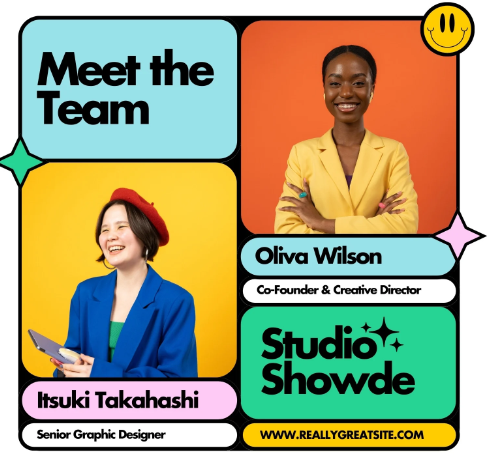 Meet the
Team
Oliva Wilson
Co-Founder & Creative Director
Studio
Showde
Itsuki Takahashi
Senior Graphic Designer
WWW.REALLYGREATSITE.COM